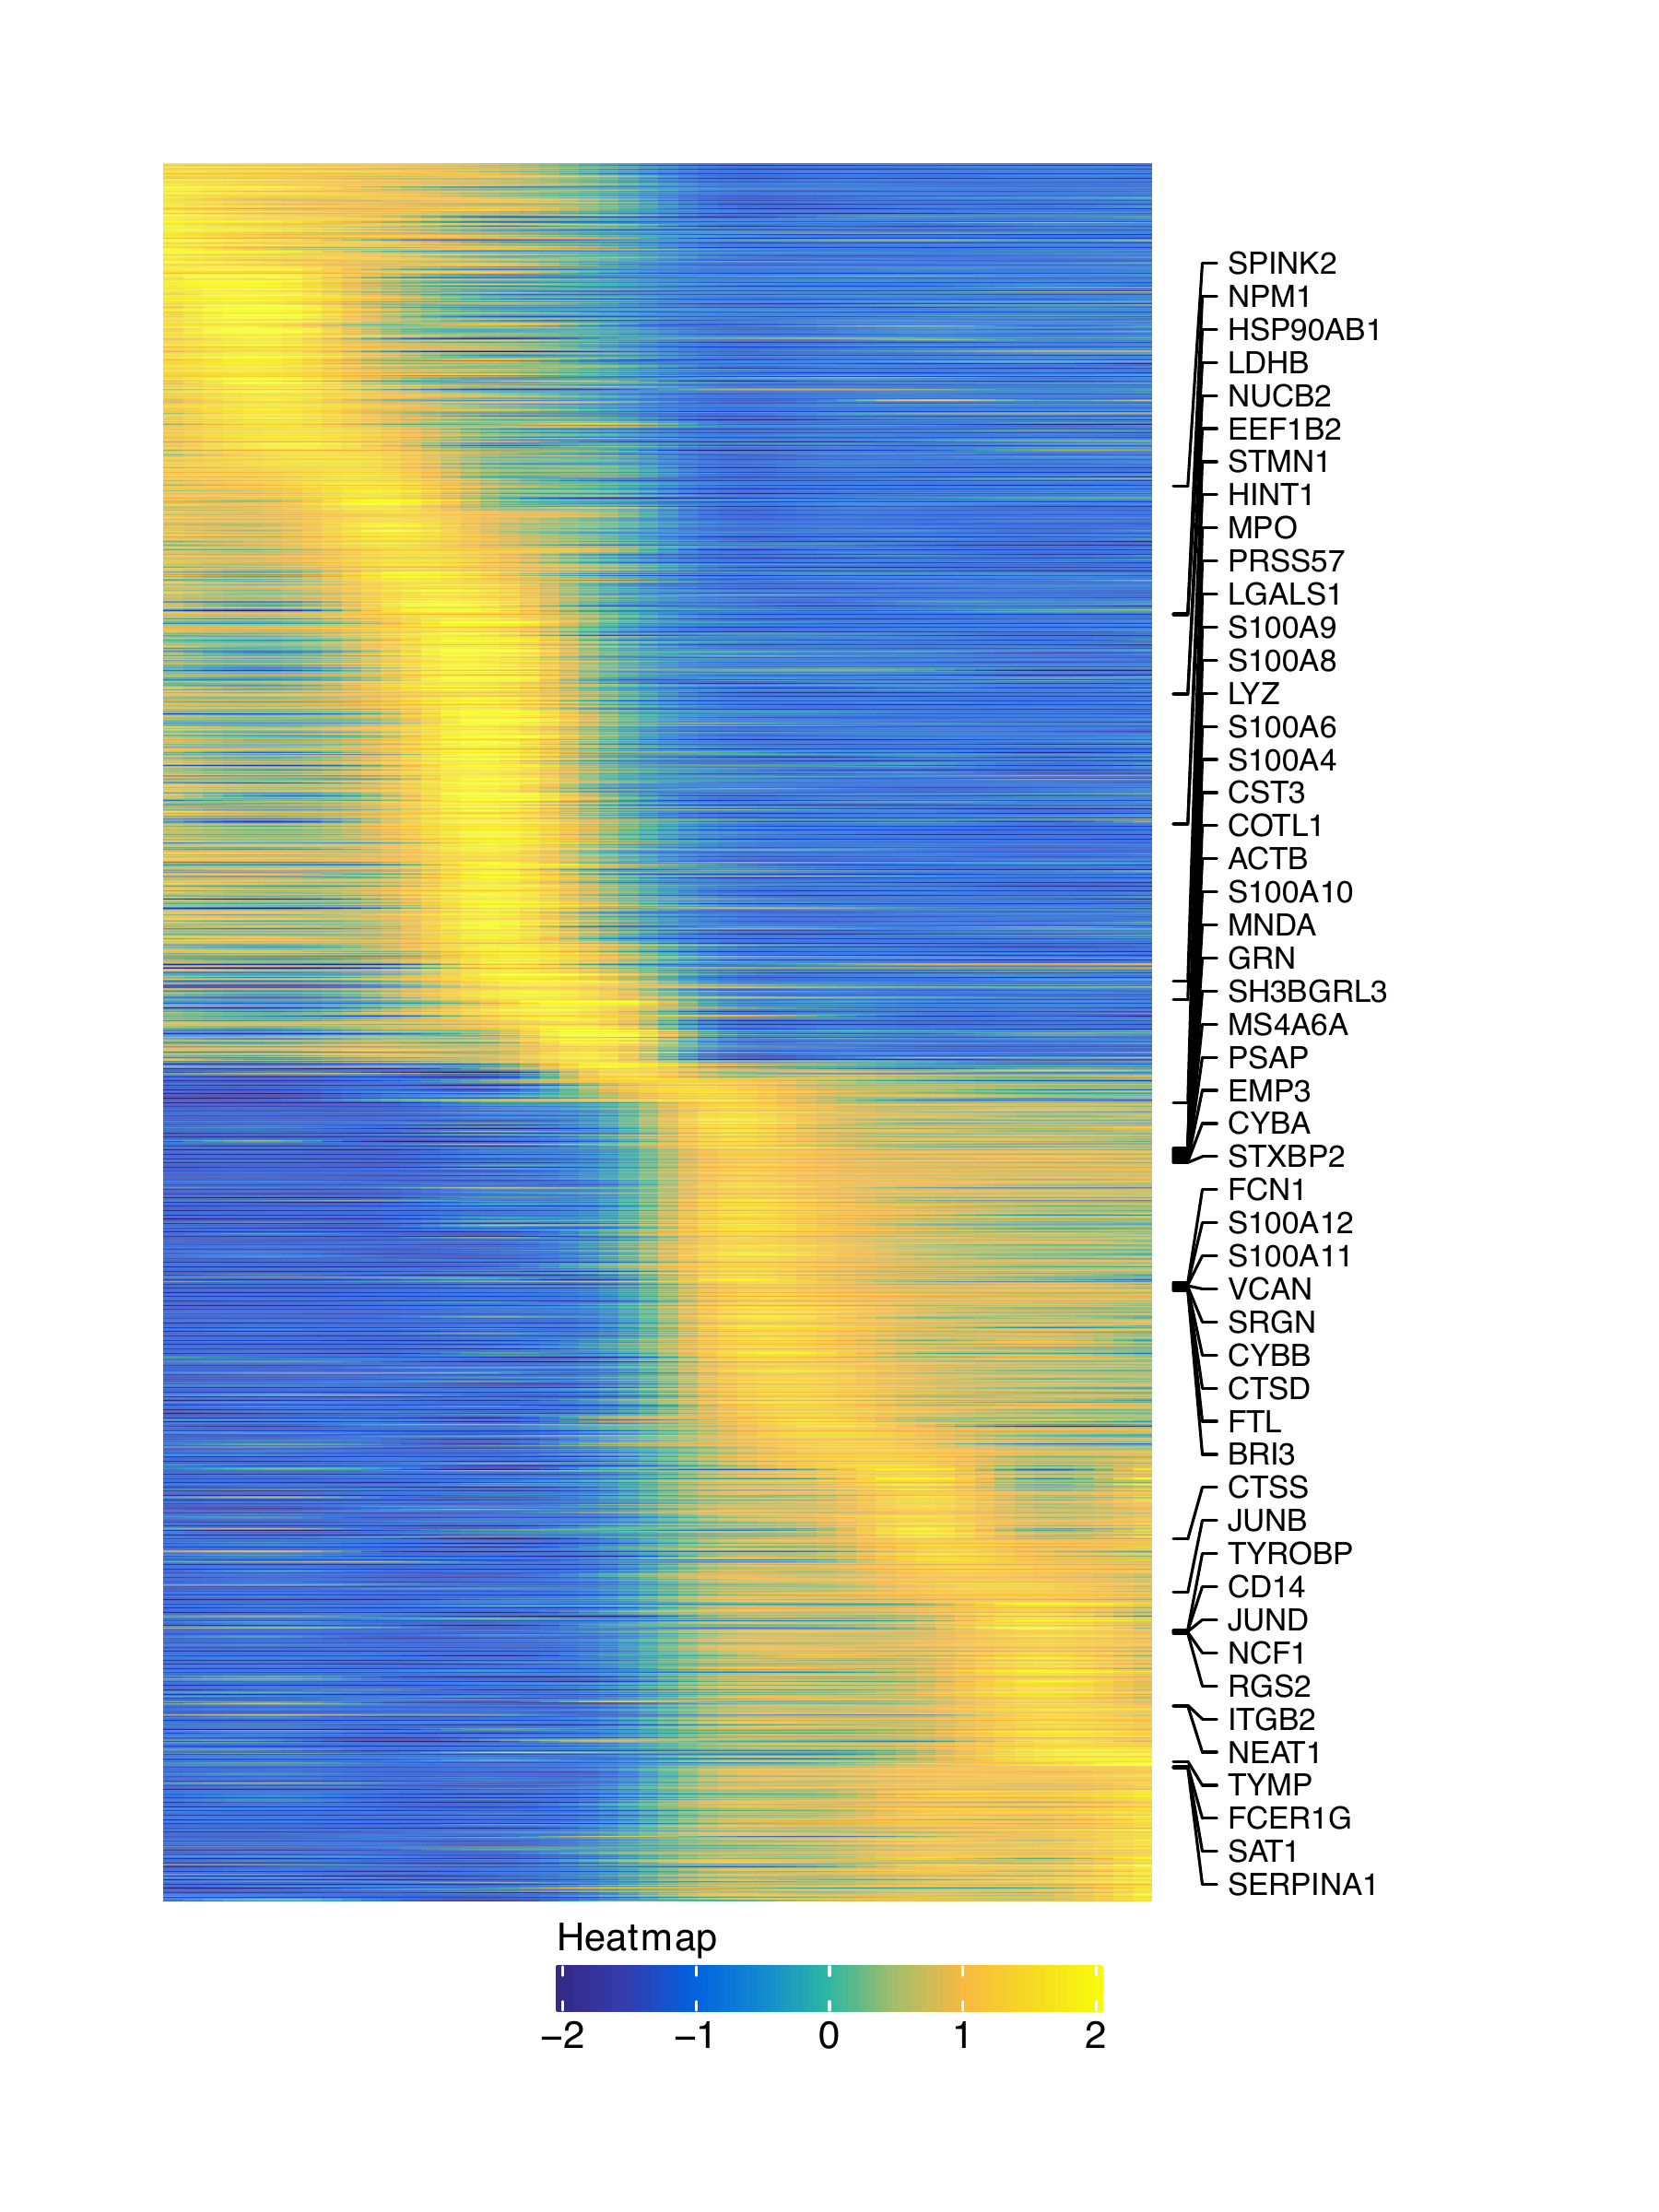 SPINK2
NPM1
HSP90AB1
LDHB
NUCB2
EEF1B2
STMN1
HINT1
MPO
PRSS57
LGALS1
S100A9
S100A8
LYZ
S100A6
S100A4
CST3
COTL1
ACTB
S100A10
MNDA
GRN
SH3BGRL3
MS4A6A
PSAP
EMP3
CYBA
STXBP2
FCN1
S100A12
S100A11
VCAN
SRGN
CYBB
CTSD
FTL
BRI3
CTSS
JUNB
TYROBP
CD14
JUND
NCF1
RGS2
ITGB2
NEAT1
TYMP
FCER1G
SAT1
SERPINA1
Heatmap
−2 −1 0 1 2